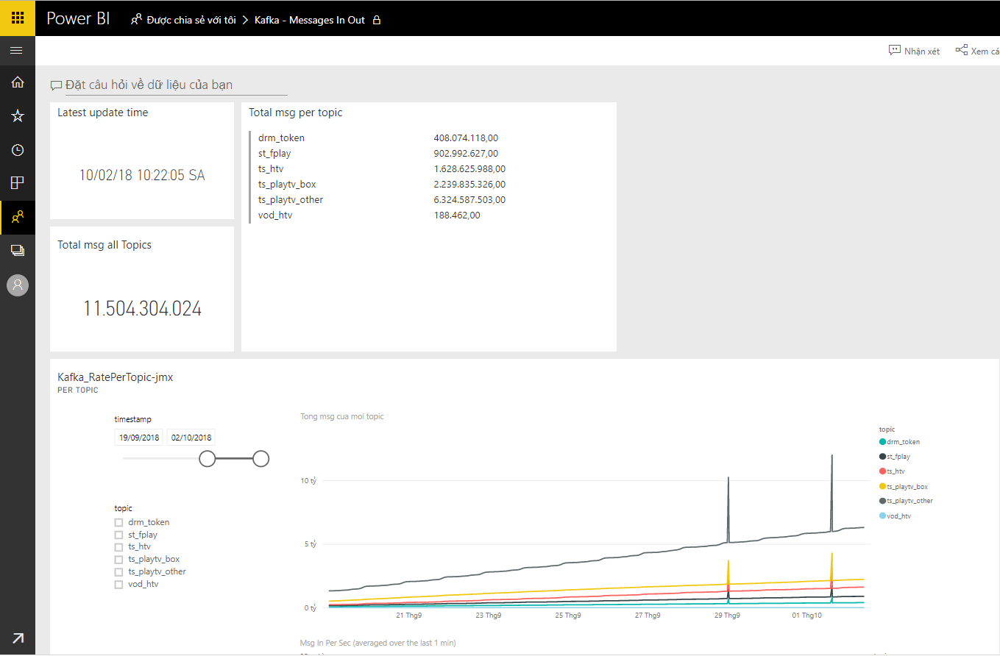 Power BI
Được chia sẻ với tôi > Kafka - Messages In Out
Nhận xét
Xem cá
Đặt câu hỏi về dữ liệu của bạn
Latest update time
10/02/18 10:22:05 SA
Total msg per topic
drm_token 408.074.118,00
st_fplay 902.992.627,00
ts_htv 1.628.625.988,00
ts_playtv_box 2.239.835.326,00
ts_playtv_other 6.324.587.503,00
vod_htv 188.462,00
Total msg all Topics
11.504.304.024
Kafka_RatePerTopic-jmx
PER TOPIC
timestamp
19/09/2018 02/10/2018
topic
drm_token
st_fplay
ts_htv
ts_playtv_box
ts_playtv_other
vod_htv
Tong msg cua moi topic
10 tỷ
5 tỷ
0 tỷ
21 Thg9 23 Thg9 25 Thg9 27 Thg9 29 Thg9 01 Thg10
topic
drm_token
st_fplay
ts_htv
ts_playtv_box
ts_playtv_other
vod_htv
Msg In Per Sec (averaged over the last 1 min)